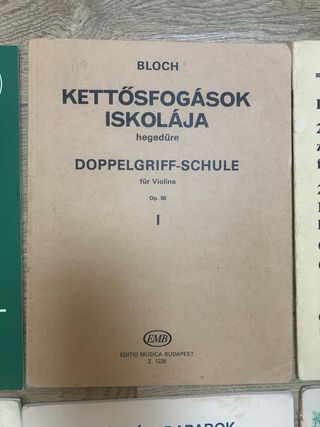 BLOCH
KETTŐSFOGÁSOK
ISKOLÁJA
hegedűre
DOPPELGRIFF-SCHULE
für Violine
Op. 50
I
EMB
EDITIO MUSICA BUDAPEST
Z. 1226